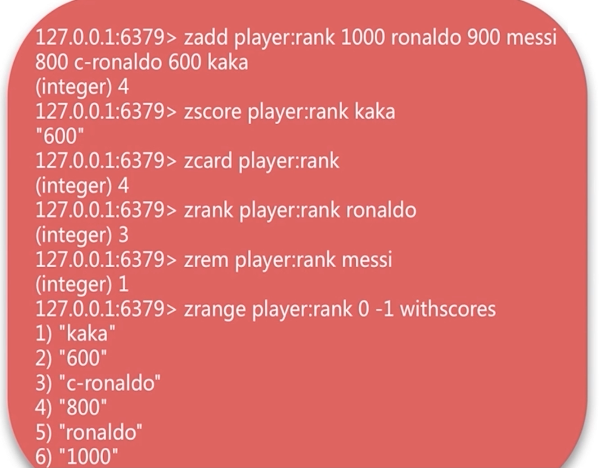 127.0.0.1:6379> zadd player:rank 1000 ronaldo 900 messi
800 c-ronaldo 600 kaka
(integer) 4
127.0.0.1:6379> zscore player:rank kaka
"600"
127.0.0.1:6379> zcard player:rank
(integer) 4
127.0.0.1:6379> zrank player:rank ronaldo
(integer) 3
127.0.0.1:6379> zrem player:rank messi
(integer) 1
127.0.0.1:6379> zrange player:rank 0 -1 withscores
1) "kaka"
2) "600"
3) "c-ronaldo"
4) "800"
5) "ronaldo"
6) "1000"